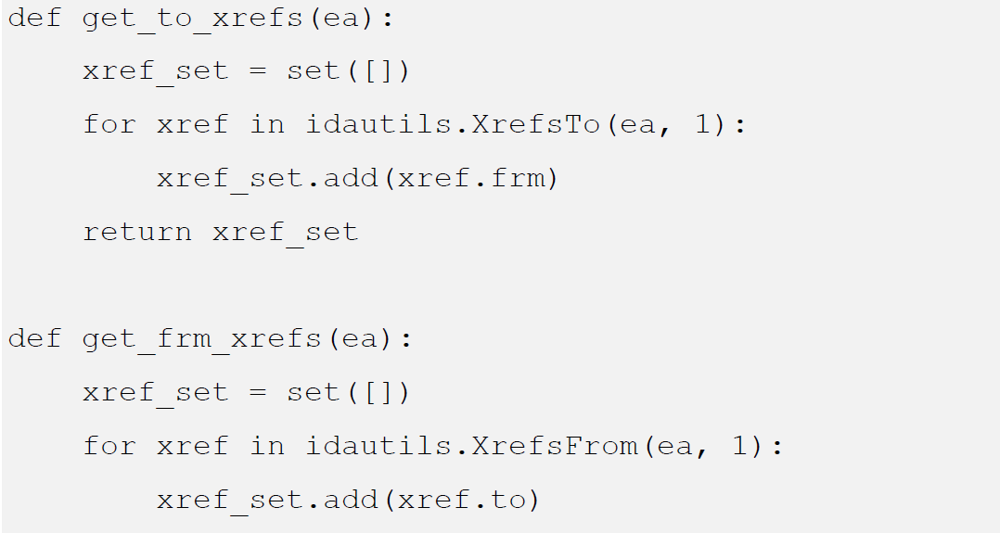 def get_to_xrefs(ea):
    xref_set = set([])
    for xref in idautils.XrefsTo(ea, 1):
        xref_set.add(xref.frm)
    return xref_set

def get_frm_xrefs(ea):
    xref_set = set([])
    for xref in idautils.XrefsFrom(ea, 1):
        xref_set.add(xref.to)